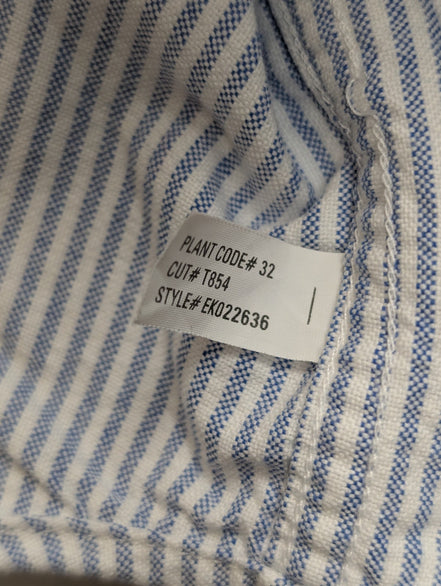 PLANT CODE# 32
CUT# T854
STYLE# EK022636